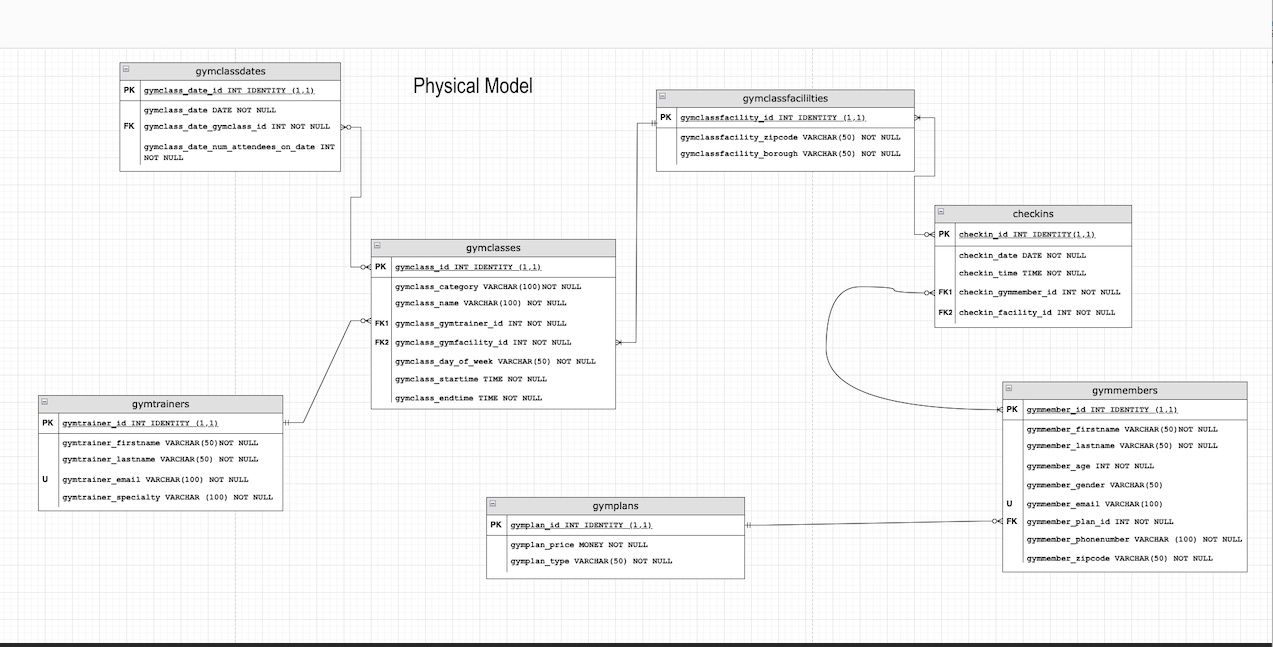 Physical Model
gymclassdates
PK gymclass_date_id INT IDENTITY (1,1)
gymclass_date DATE NOT NULL
FK gymclass_date_gymclass_id INT NOT NULL
gymclass_date_num_attendees_on_date INT
NOT NULL
gymclassfacililties
PK gymclassfacility_id INT IDENTITY (1,1)
gymclassfacility_zipcode VARCHAR(50) NOT NULL
gymclassfacility_borough VARCHAR(50) NOT NULL
checkins
PK checkin_id INT IDENTITY(1,1)
checkin_date DATE NOT NULL
checkin_time TIME NOT NULL
FK1 checkin_gymmember_id INT NOT NULL
FK2 checkin_facility_id INT NOT NULL
gymclasses
PK gymclass_id INT IDENTITY (1,1)
gymclass_category VARCHAR(100)NOT NULL
gymclass_name VARCHAR(100) NOT NULL
FK1 gymclass_gymtrainer_id INT NOT NULL
FK2 gymclass_gymfacility_id INT NOT NULL
gymclass_day_of_week VARCHAR(50) NOT NULL
gymclass_startime TIME NOT NULL
gymclass_endtime TIME NOT NULL
gymtrainers
PK gymtrainer_id INT IDENTITY (1,1)
gymtrainer_firstname VARCHAR(50)NOT NULL
gymtrainer_lastname VARCHAR(50) NOT NULL
U gymtrainer_email VARCHAR(100) NOT NULL
gymtrainer_specialty VARCHAR (100) NOT NULL
gymmembers
PK gymmember_id INT IDENTITY (1,1)
gymmember_firstname VARCHAR(50)NOT NULL
gymmember_lastname VARCHAR(50) NOT NULL
gymmember_age INT NOT NULL
gymmember_gender VARCHAR(50)
U gymmember_email VARCHAR(100)
FK gymmember_plan_id INT NOT NULL
gymmember_phonenumber VARCHAR (100) NOT NULL
gymmember_zipcode VARCHAR(50) NOT NULL
gymplans
PK gymplan_id INT IDENTITY (1,1)
gymplan_price MONEY NOT NULL
gymplan_type VARCHAR(50) NOT NULL